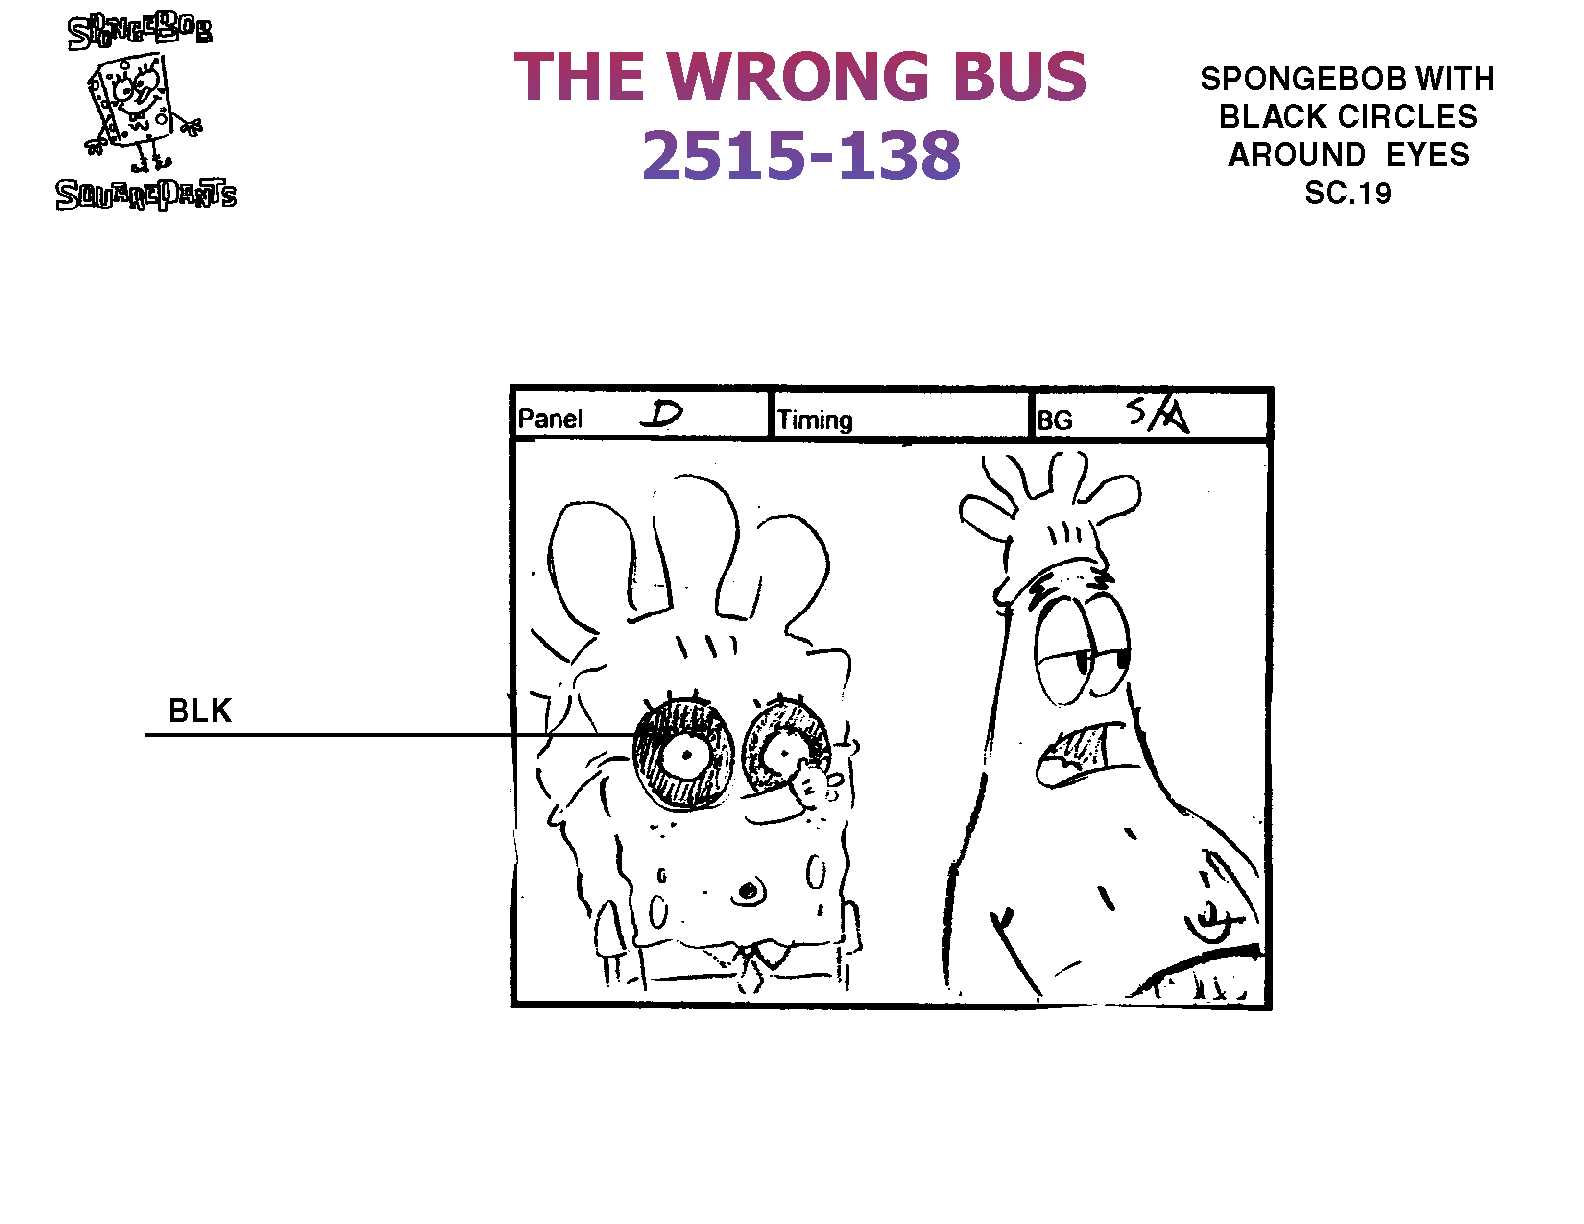 SPONGEBOB
SQUAREPANTS
THE WRONG BUS
2515-138
SPONGEBOB WITH
BLACK CIRCLES
AROUND EYES
SC.19
Panel D Timing BG S/A
BLK